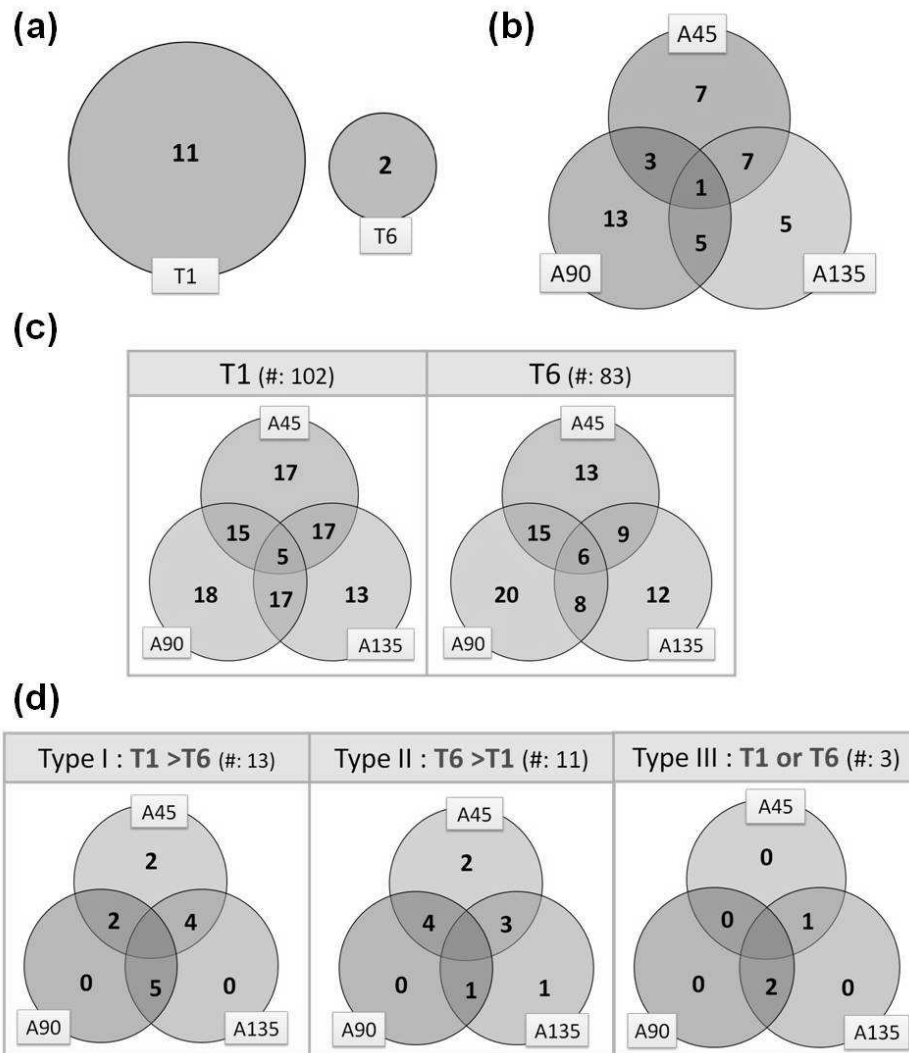 (a)
11
2
T6
T1
(b)
A45
7
3
7
1
13
5
5
A90
A135
(c)
T1 (#: 102)
T6 (#: 83)
A45
17
15
17
5
18
17
13
A90
A135
A45
13
15
9
6
20
8
12
A90
A135
(d)
Type I : T1 >T6 (#: 13)
Type II : T6 >T1 (#: 11)
Type III : T1 or T6 (#: 3)
A45
2
2
4
0
5
0
A90
A135
A45
2
4
3
0
1
1
A90
A135
A45
0
0
1
0
2
0
A90
A135